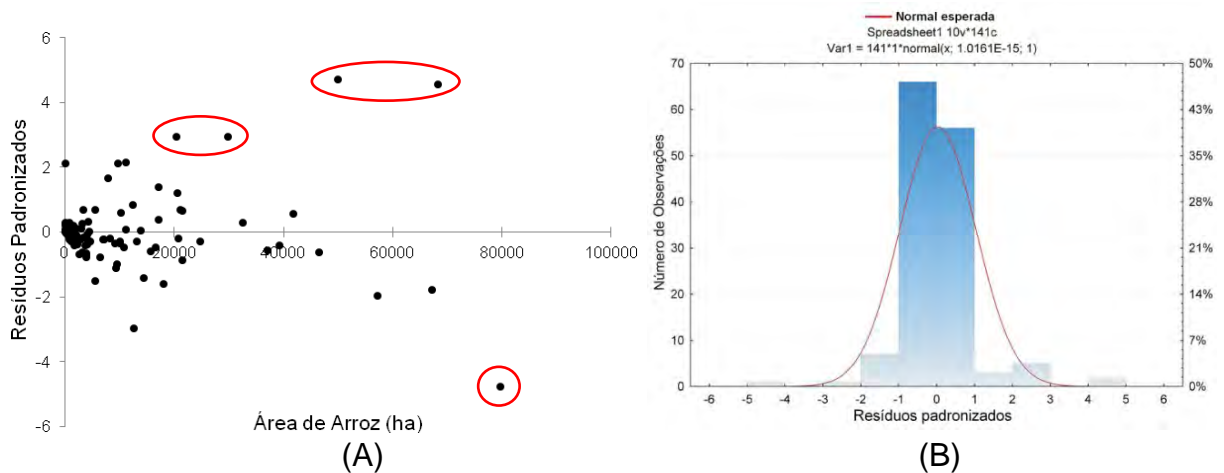 6
4
2
0
-2
-4
-6
0
20000
40000
60000
80000
100000
Resíduos Padronizados
Área de Arroz (ha)
(A)
Normal esperada
Spreadsheet1 10v*141c
Var1 = 141*1*normal(x; 1.0161E-15; 1)
70
60
50
40
30
20
10
0
Número de Observações
50%
43%
35%
28%
21%
14%
7%
0%
-6 -5 -4 -3 -2 -1 0 1 2 3 4 5 6
Resíduos padronizados
(B)